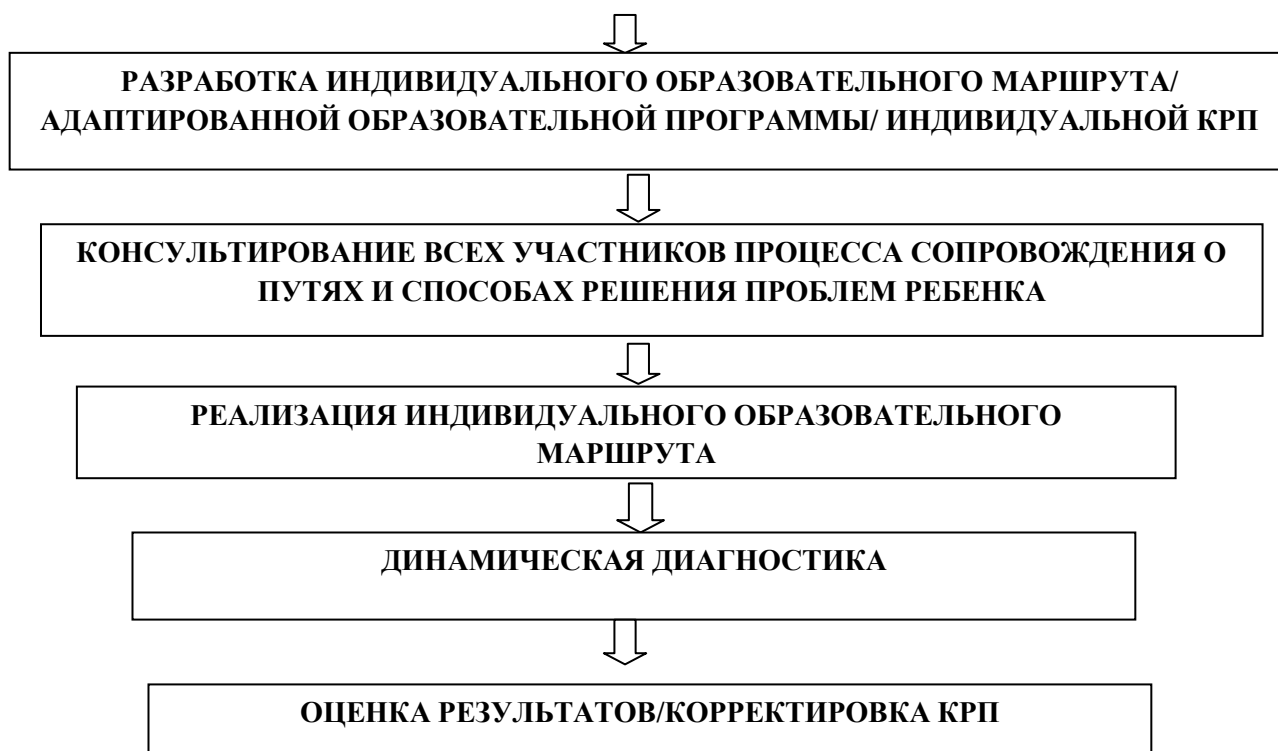 РАЗРАБОТКА ИНДИВИДУАЛЬНОГО ОБРАЗОВАТЕЛЬНОГО МАРШРУТА/
АДАПТИРОВАННОЙ ОБРАЗОВАТЕЛЬНОЙ ПРОГРАММЫ/ ИНДИВИДУАЛЬНОЙ КРП
КОНСУЛЬТИРОВАНИЕ ВСЕХ УЧАСТНИКОВ ПРОЦЕССА СОПРОВОЖДЕНИЯ О
ПУТЯХ И СПОСОБАХ РЕШЕНИЯ ПРОБЛЕМ РЕБЕНКА
РЕАЛИЗАЦИЯ ИНДИВИДУАЛЬНОГО ОБРАЗОВАТЕЛЬНОГО
МАРШРУТА
ДИНАМИЧЕСКАЯ ДИАГНОСТИКА
ОЦЕНКА РЕЗУЛЬТАТОВ/КОРРЕКТИРОВКА КРП